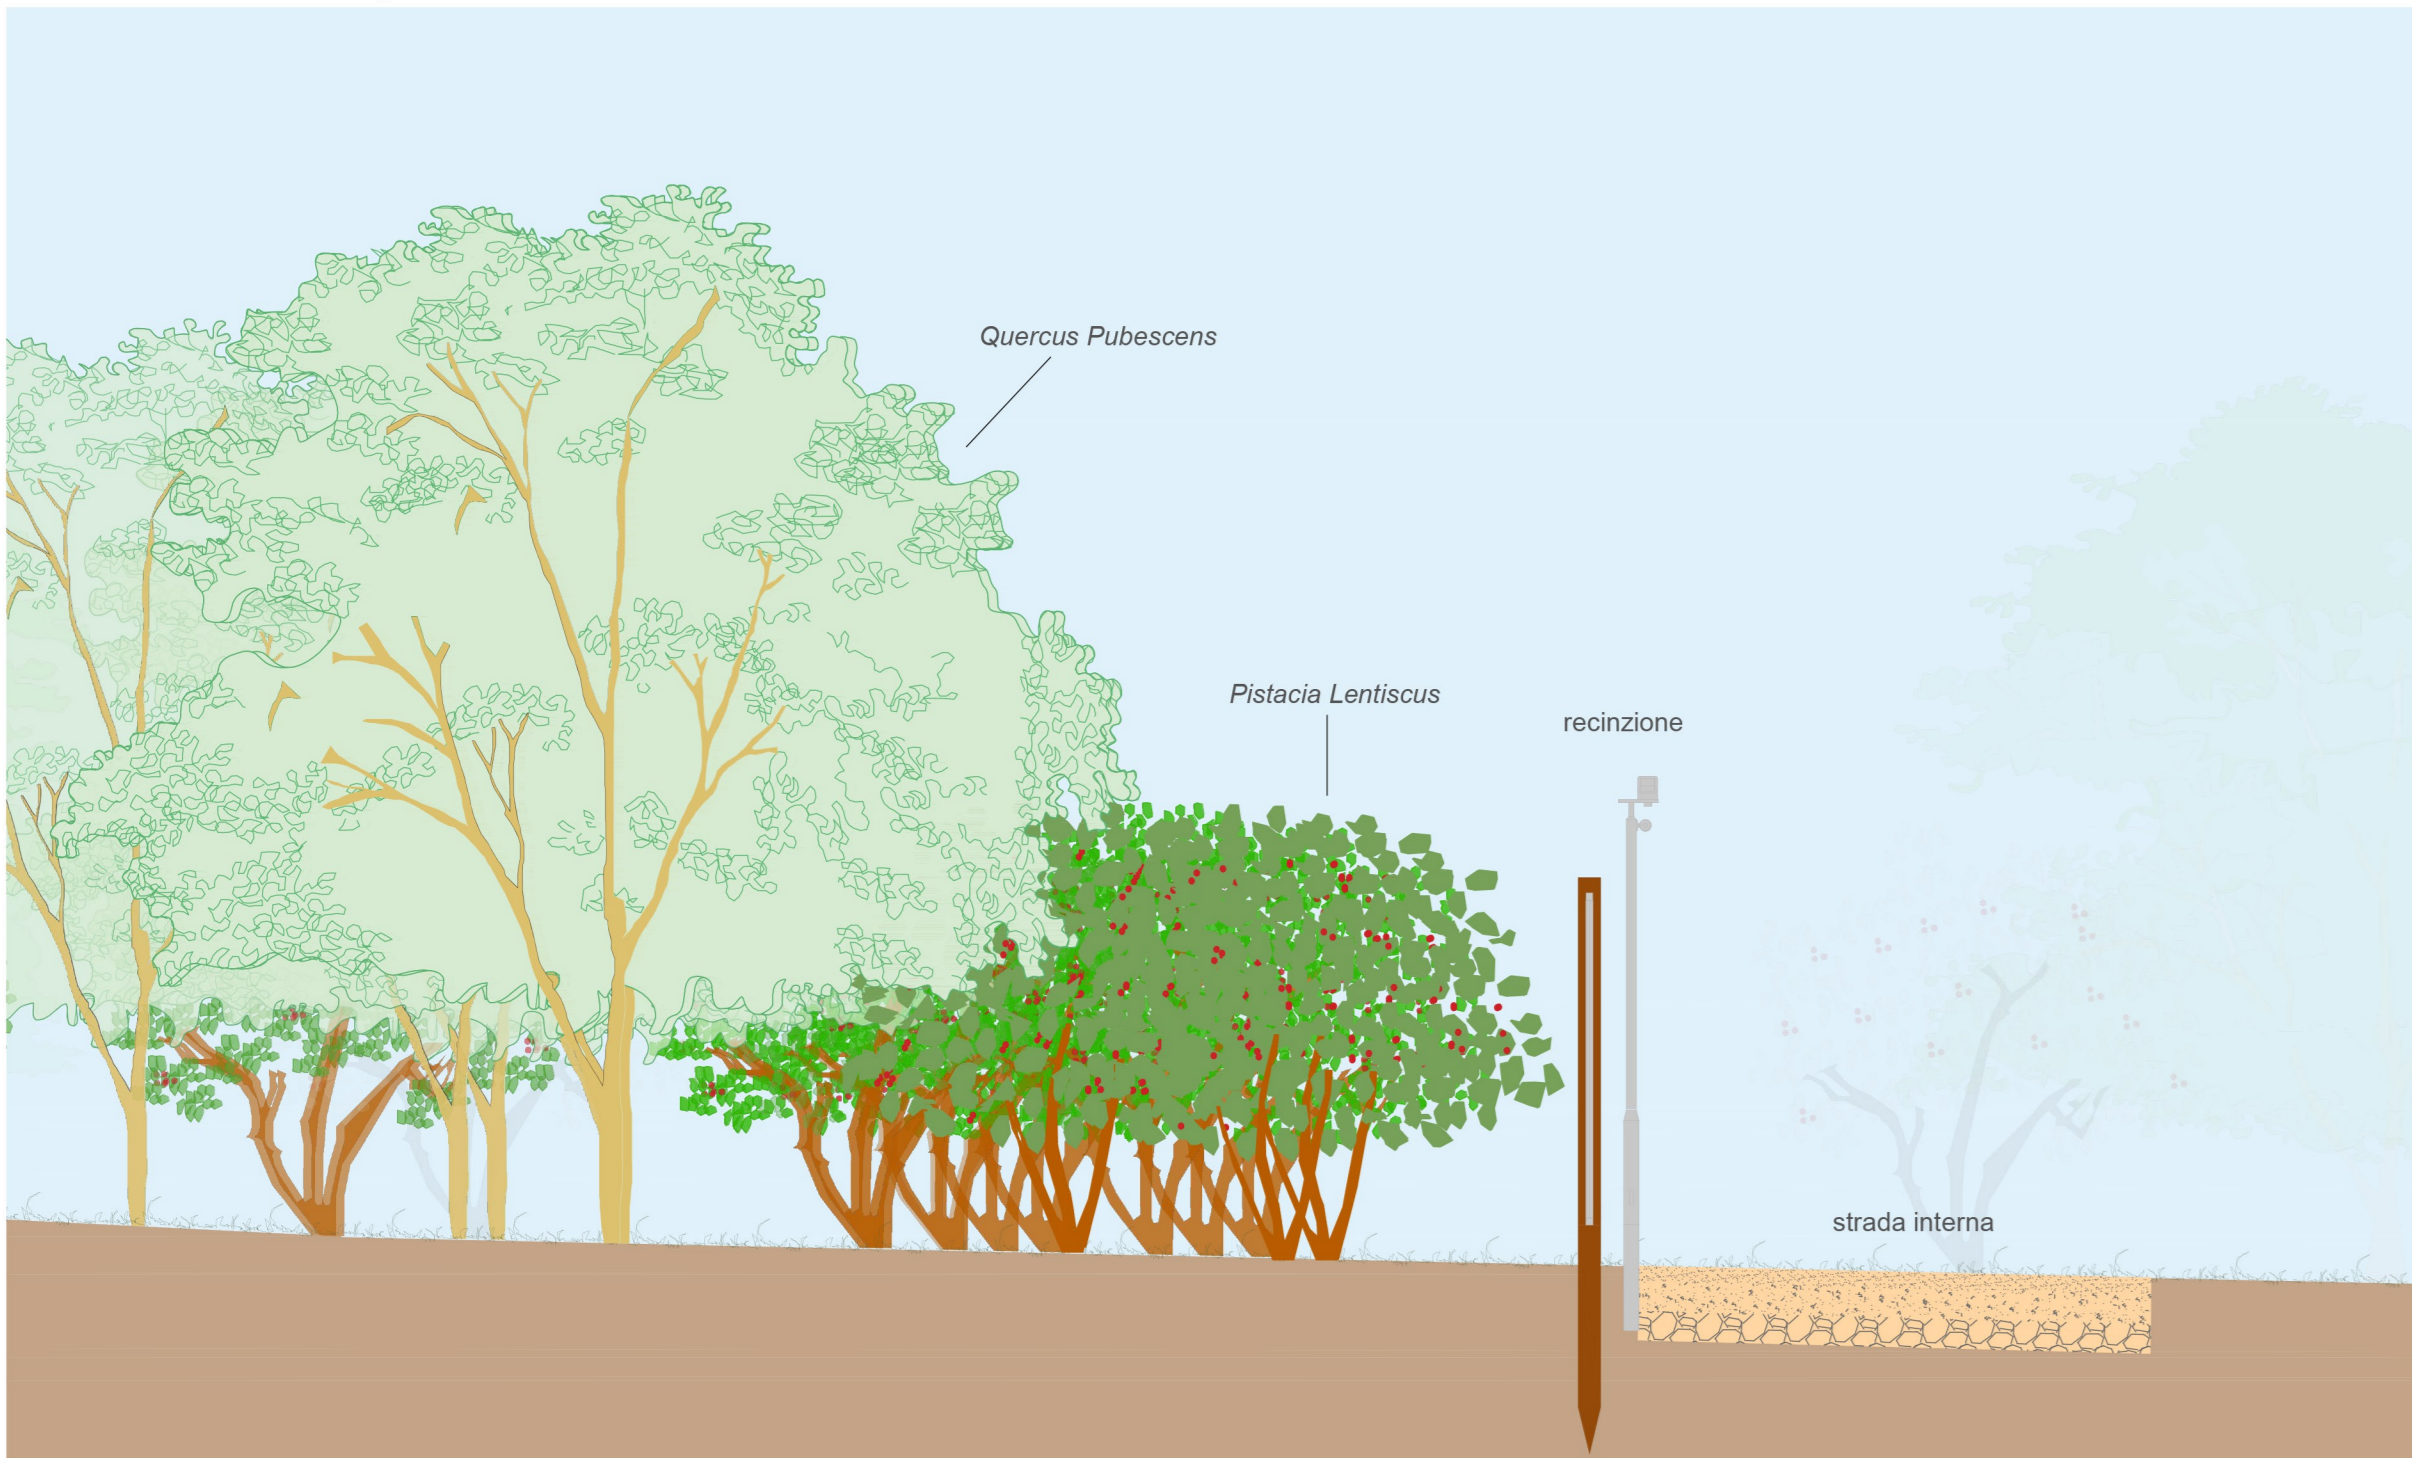 Quercus Pubescens
Pistacia Lentiscus
recinzione
strada interna